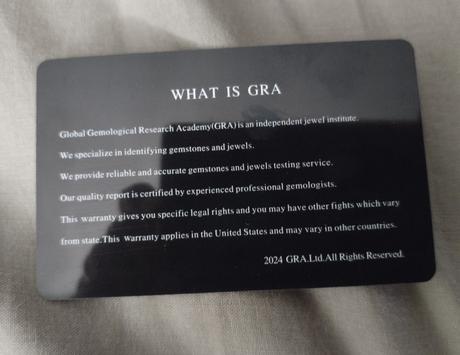 WHAT IS GRA
Global Gemological Research Academy(GRA) is an independent jewel institute.
We specialize in identifying gemstones and jewels.
We provide reliable and accurate gemstones and jewels testing service.
Our quality report is certified by experienced professional gemologists.
This warranty gives you specific legal rights and you may have other fights which vary
from state.This Warranty applies in the United States and may vary in other countries.
2024 GRA.Ltd.All Rights Reserved.